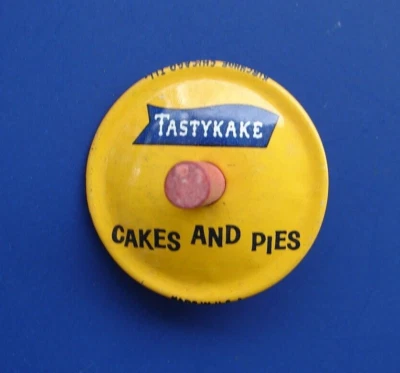 TASTYKAKE
CAKES AND PIES